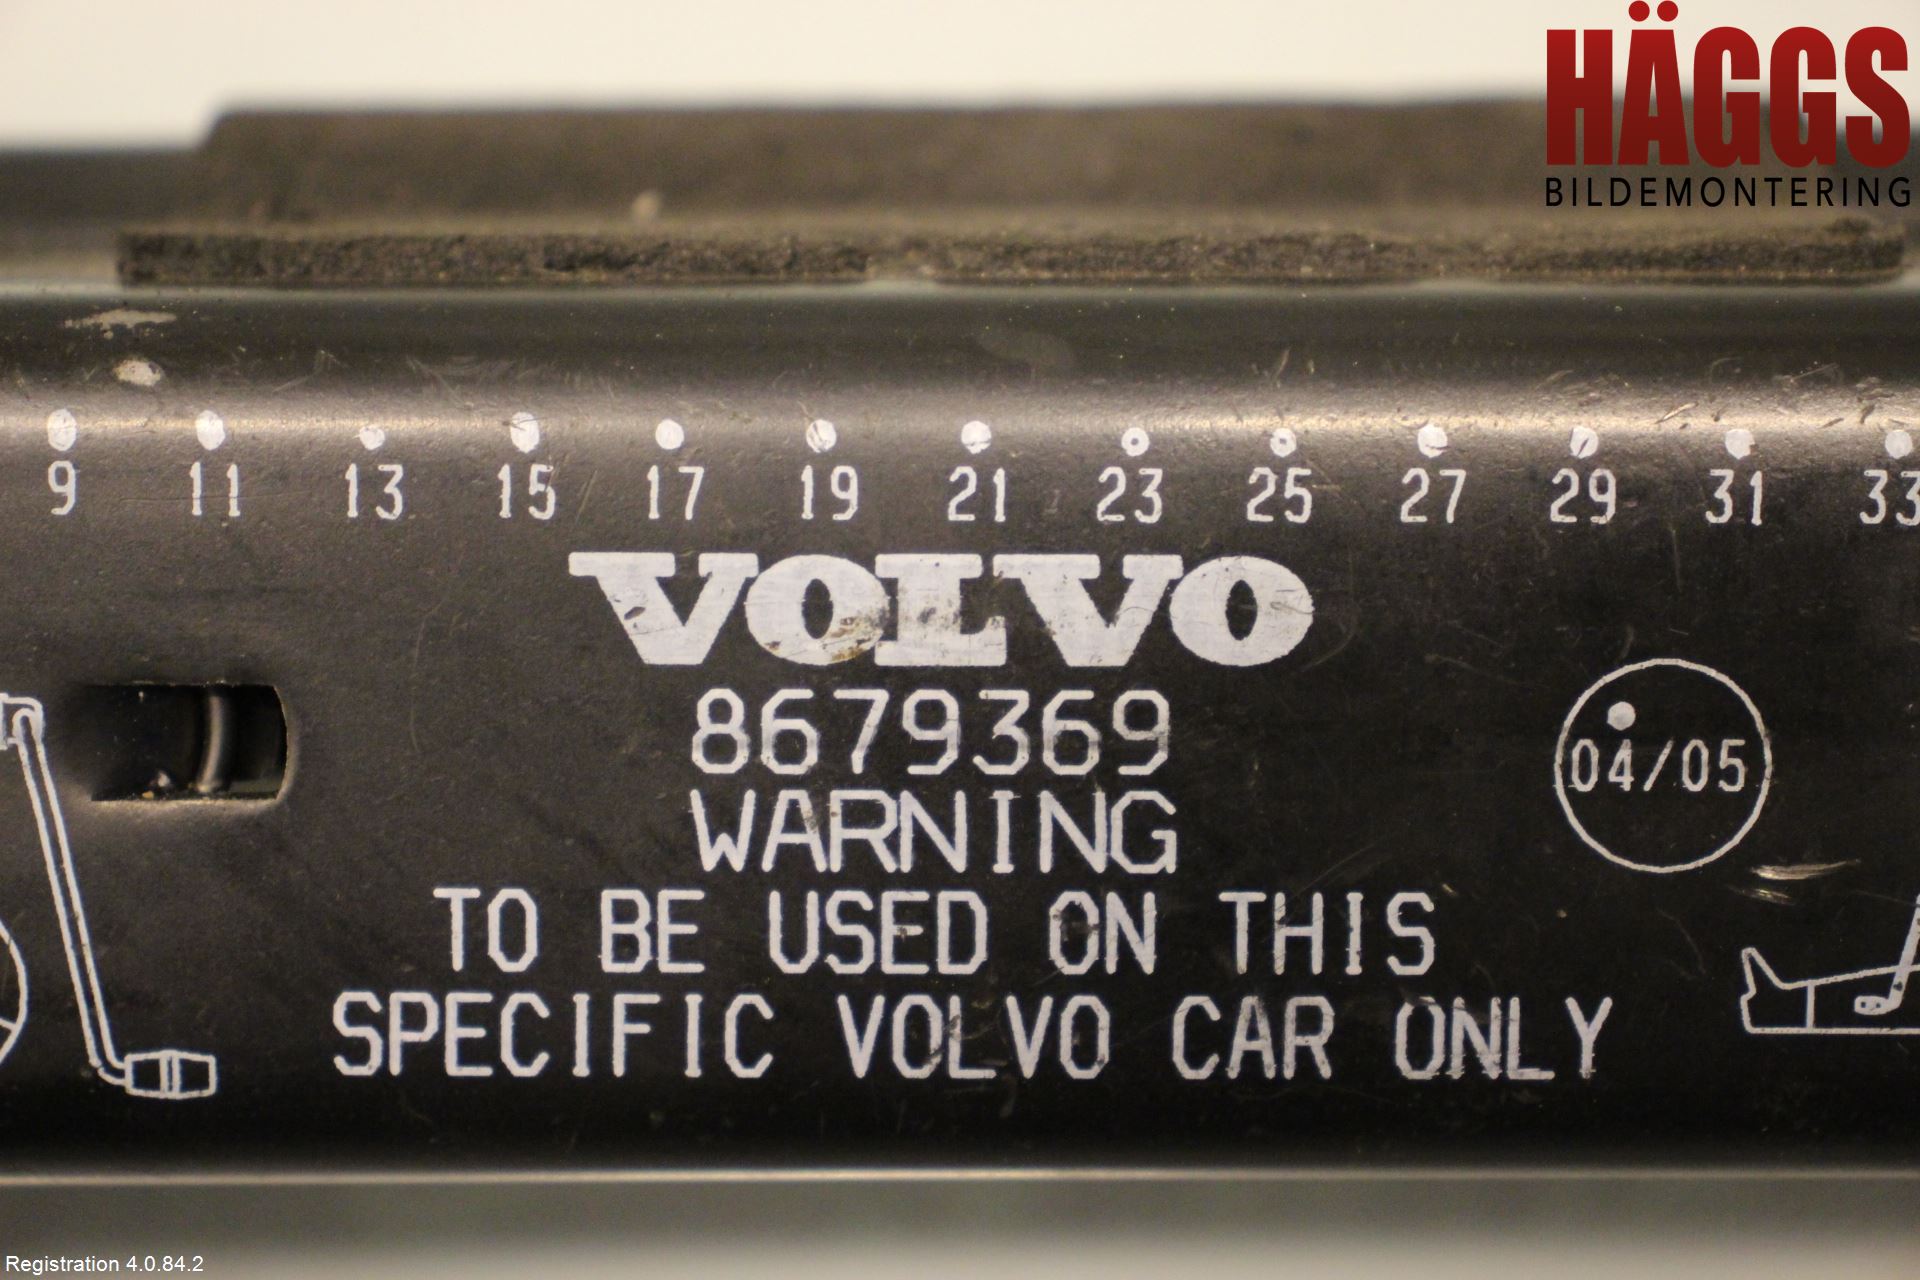 HÄGGS
BILDEMONTERING
9 11 13 15 17 19 21 23 25 27 29 31 33
VOLVO
8679369
04/05
WARNING
TO BE USED ON THIS
SPECIFIC VOLVO CAR ONLY
Registration 4.0.84.2